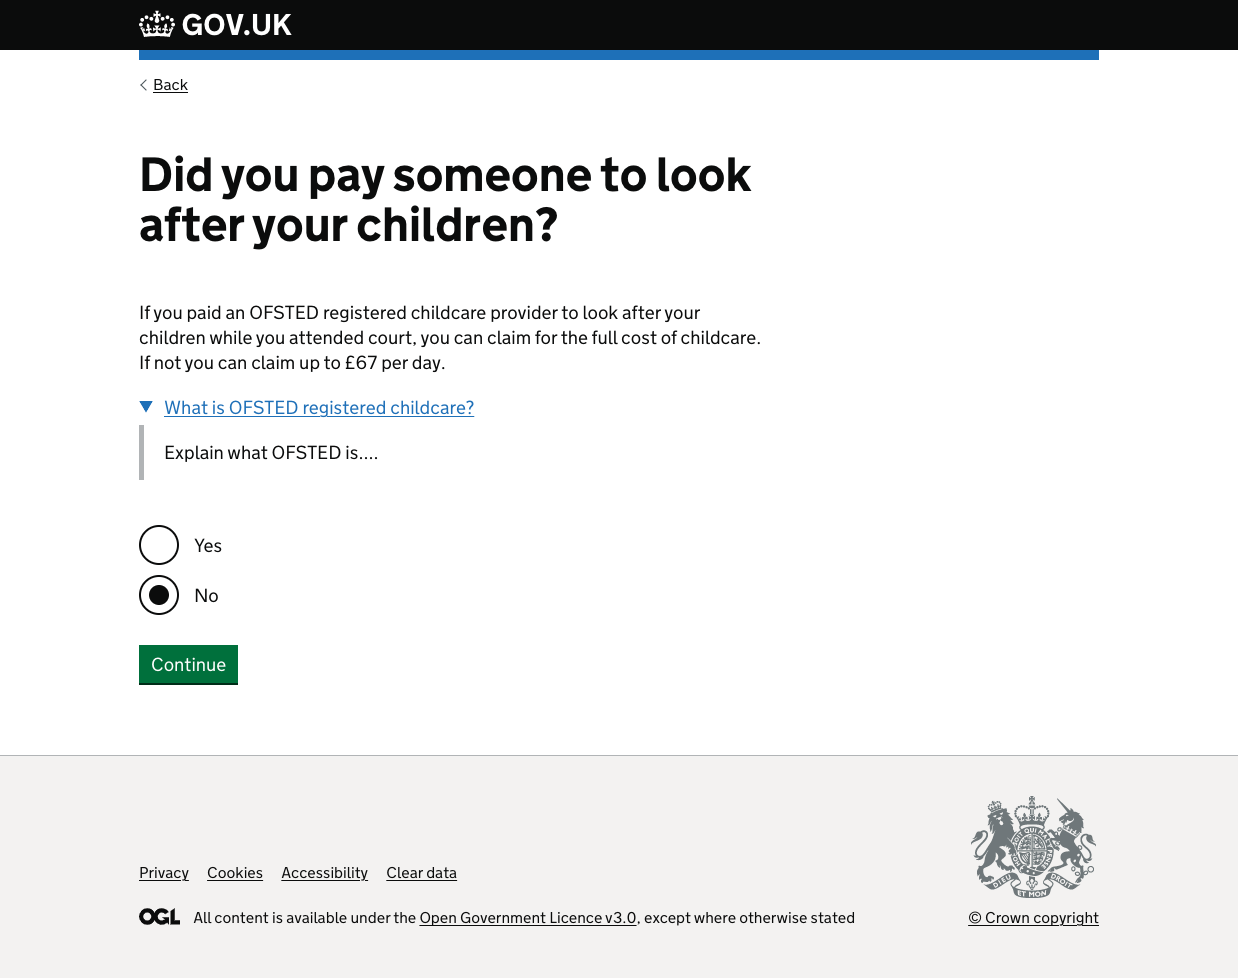 GOV.UK
Back
Did you pay someone to look
after your children?
If you paid an OFSTED registered childcare provider to look after your
children while you attended court, you can claim for the full cost of childcare.
If not you can claim up to £67 per day.
What is OFSTED registered childcare?
Explain what OFSTED is....
Yes
No
Continue
Privacy Cookies Accessibility Clear data
OGL All content is available under the Open Government Licence v3.0, except where otherwise stated
© Crown copyright